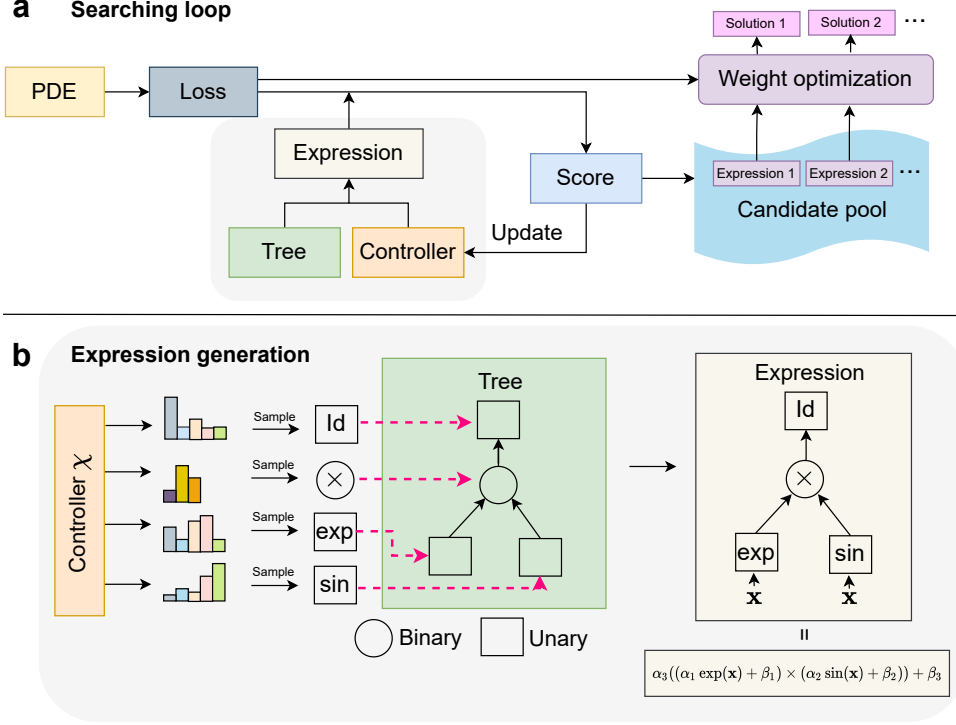 a Searching loop
Solution 1 Solution 2 ...
PDE Loss Weight optimization
Expression
Score
Expression 1 Expression 2 ...
Candidate pool
Tree Controller Update
b Expression generation
Controller χ
Sample Id
Sample ×
Sample exp
Sample sin
Tree
Binary Unary
Expression
Id
×
exp sin
x x
=
α₃((α₁ exp(x) + β₁) × (α₂ sin(x) + β₂)) + β₃